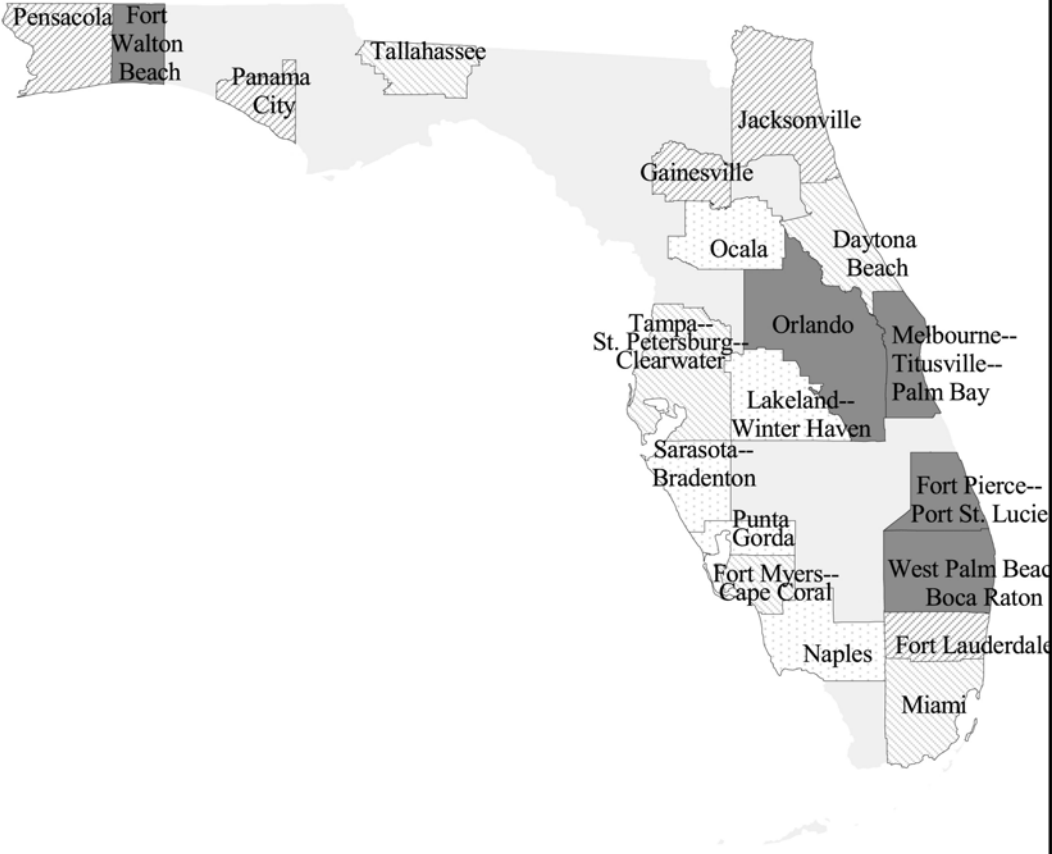 Pensacola
Fort
Walton
Beach
Panama
City
Tallahassee
Jacksonville
Gainesville
Ocala
Daytona
Beach
Orlando
Tampa--
St. Petersburg--
Clearwater
Melbourne--
Titusville--
Palm Bay
Lakeland--
Winter Haven
Sarasota--
Bradenton
Fort Pierce--
Port St. Lucie
Punta
Gorda
Fort Myers--
Cape Coral
West Palm Beac
Boca Raton
Naples
Fort Lauderdale
Miami